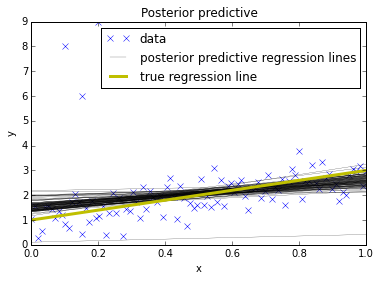 Posterior predictive
data
posterior predictive regression lines
true regression line
y
9
8
7
6
5
4
3
2
1
0
0.0 0.2 0.4 0.6 0.8 1.0
x